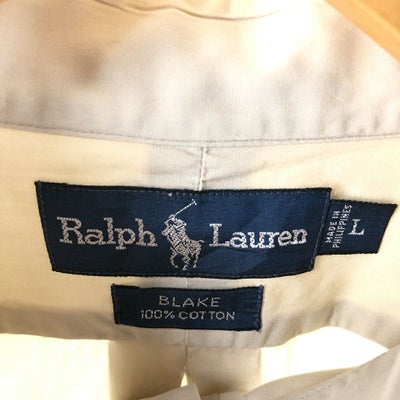 Ralph Lauren
MADE IN
PHILIPPINES
L
BLAKE
100% COTTON